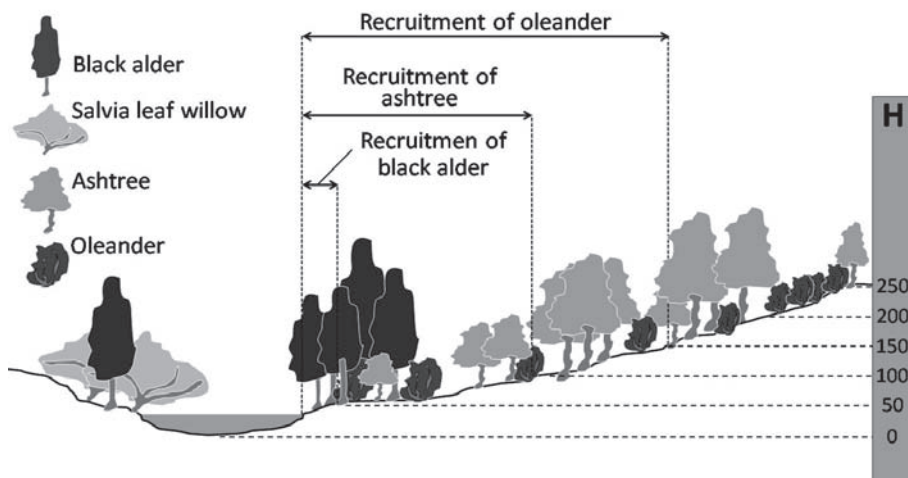 Black alder
Salvia leaf willow
Ashtree
Oleander
Recruitment of oleander
Recruitment of
ashtree
Recruitmen of
black alder
H
250
200
150
100
50
0